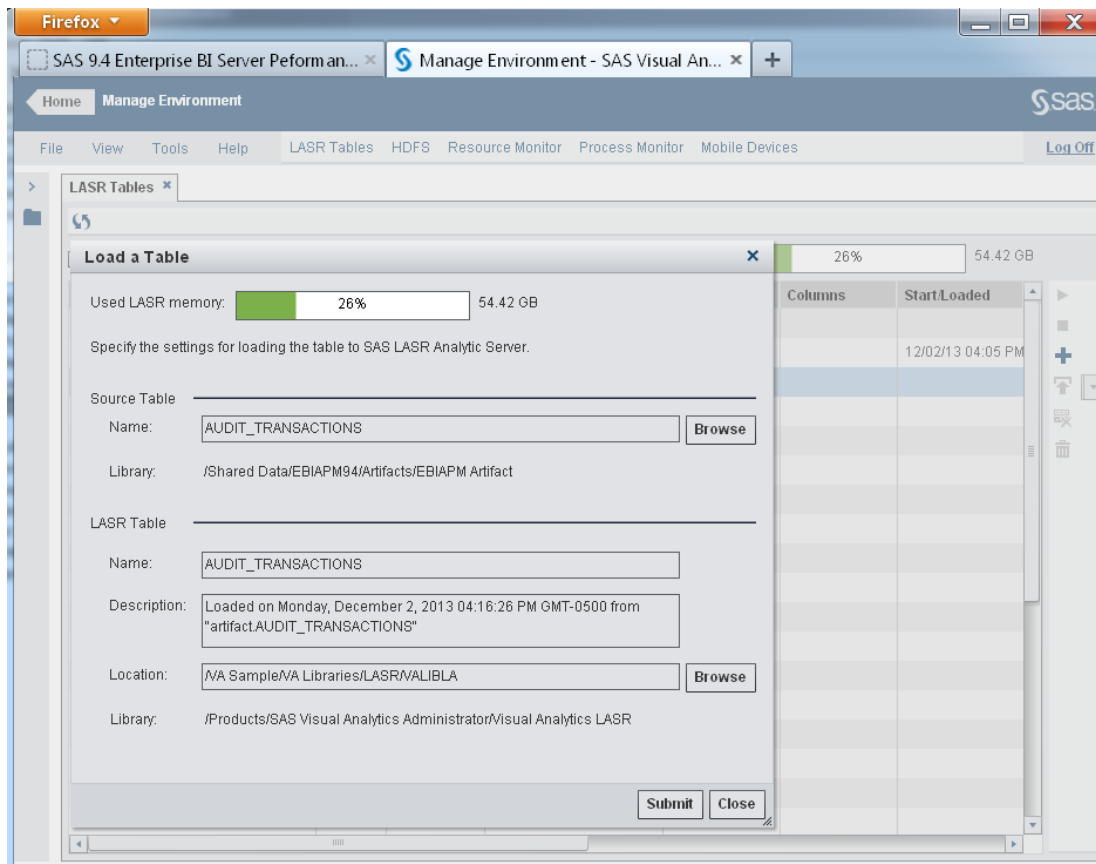 Firefox
SAS 9.4 Enterprise BI Server Peforman...
Manage Environment - SAS Visual An...
Home Manage Environment
sas
File View Tools Help LASR Tables HDFS Resource Monitor Process Monitor Mobile Devices Log Off
LASR Tables
Load a Table
26% 54.42 GB
Used LASR memory: 26% 54.42 GB
Columns Start/Loaded
Specify the settings for loading the table to SAS LASR Analytic Server.
12/02/13 04:05 PM
Source Table
Name: AUDIT_TRANSACTIONS Browse
Library: /Shared Data/EBIAPM94/Artifacts/EBIAPM Artifact
LASR Table
Name: AUDIT_TRANSACTIONS
Description: Loaded on Monday, December 2, 2013 04:16:26 PM GMT-0500 from
"artifact.AUDIT_TRANSACTIONS"
Location: /VA Sample/VA Libraries/LASR/VALIBLA Browse
Library: /Products/SAS Visual Analytics Administrator/Visual Analytics LASR
Submit Close